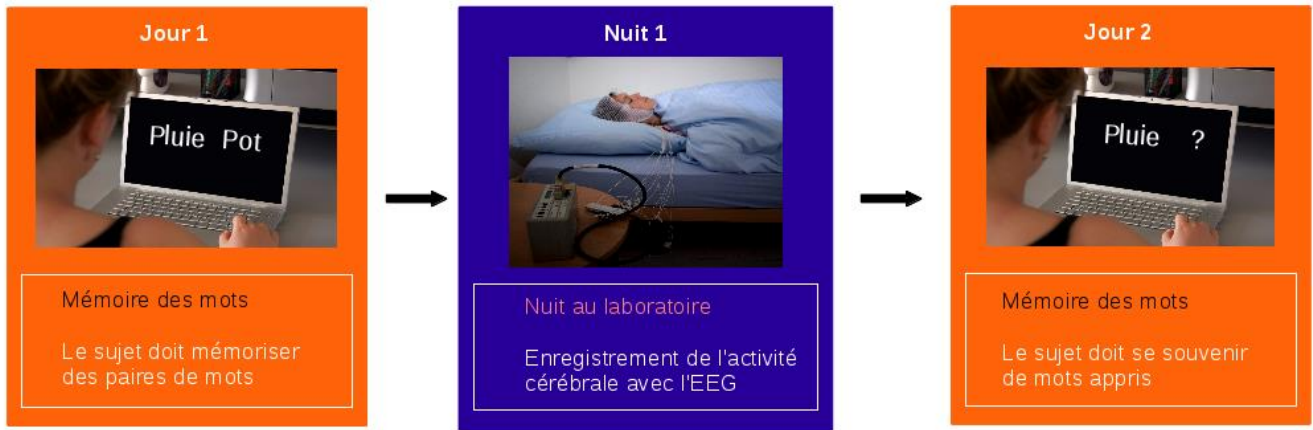 Jour 1
Pluie Pot
Mémoire des mots
Le sujet doit mémoriser
des paires de mots
Nuit 1
Nuit au laboratoire
Enregistrement de l'activité
cérébrale avec l'EEG
Jour 2
Pluie ?
Mémoire des mots
Le sujet doit se souvenir
de mots appris